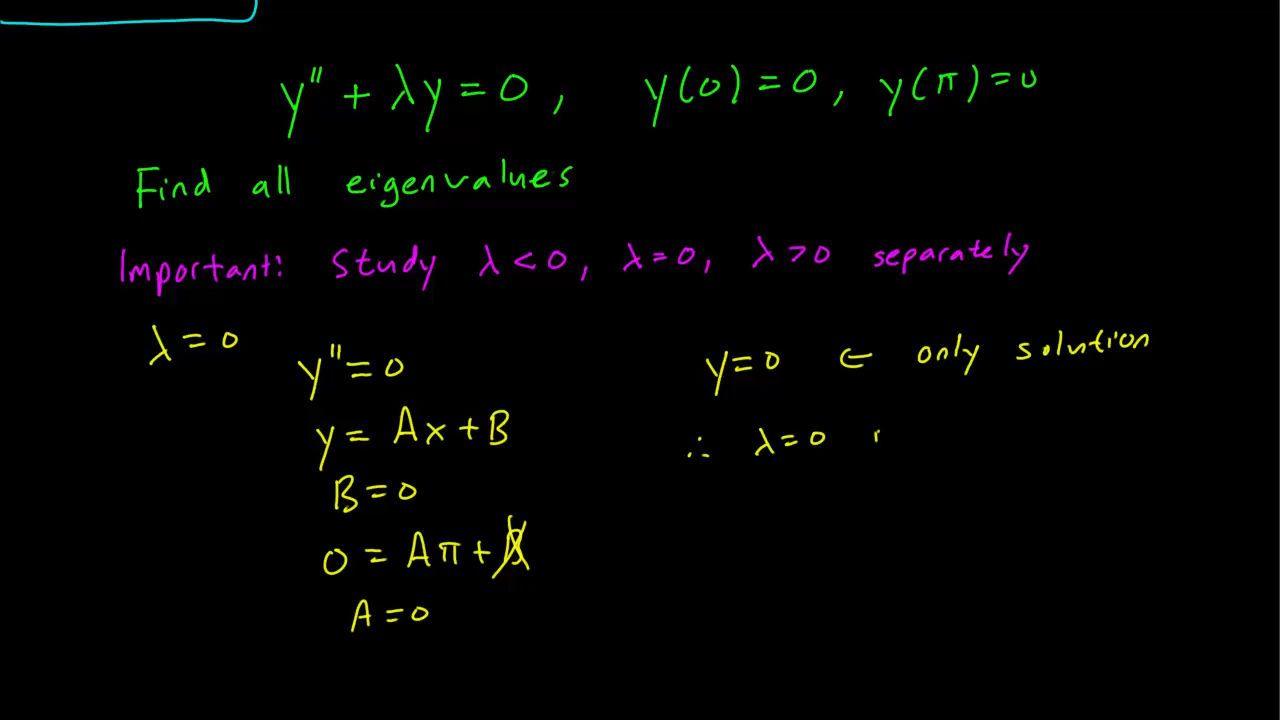 y'' + λy = 0, y(0) = 0, y(π) = 0
Find all eigenvalues
Important: Study λ < 0, λ = 0, λ > 0 separately
λ = 0
y'' = 0
y = Ax + B
B = 0
0 = Aπ + B
A = 0
y = 0 ← only solution
∴ λ = 0